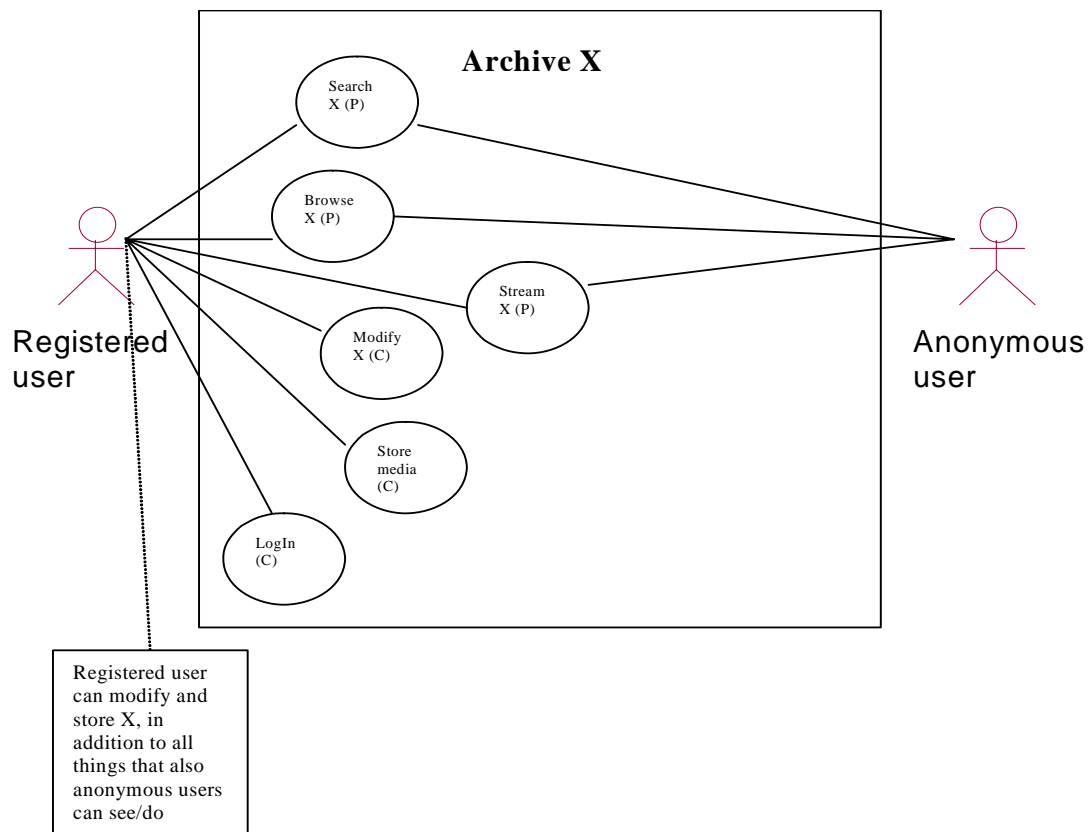 Archive X
Search
X (P)
Browse
X (P)
Stream
X (P)
Modify
X (C)
Store
media
(C)
LogIn
(C)
Registered
user
Anonymous
user
Registered user
can modify and
store X, in
addition to all
things that also
anonymous users
can see/do